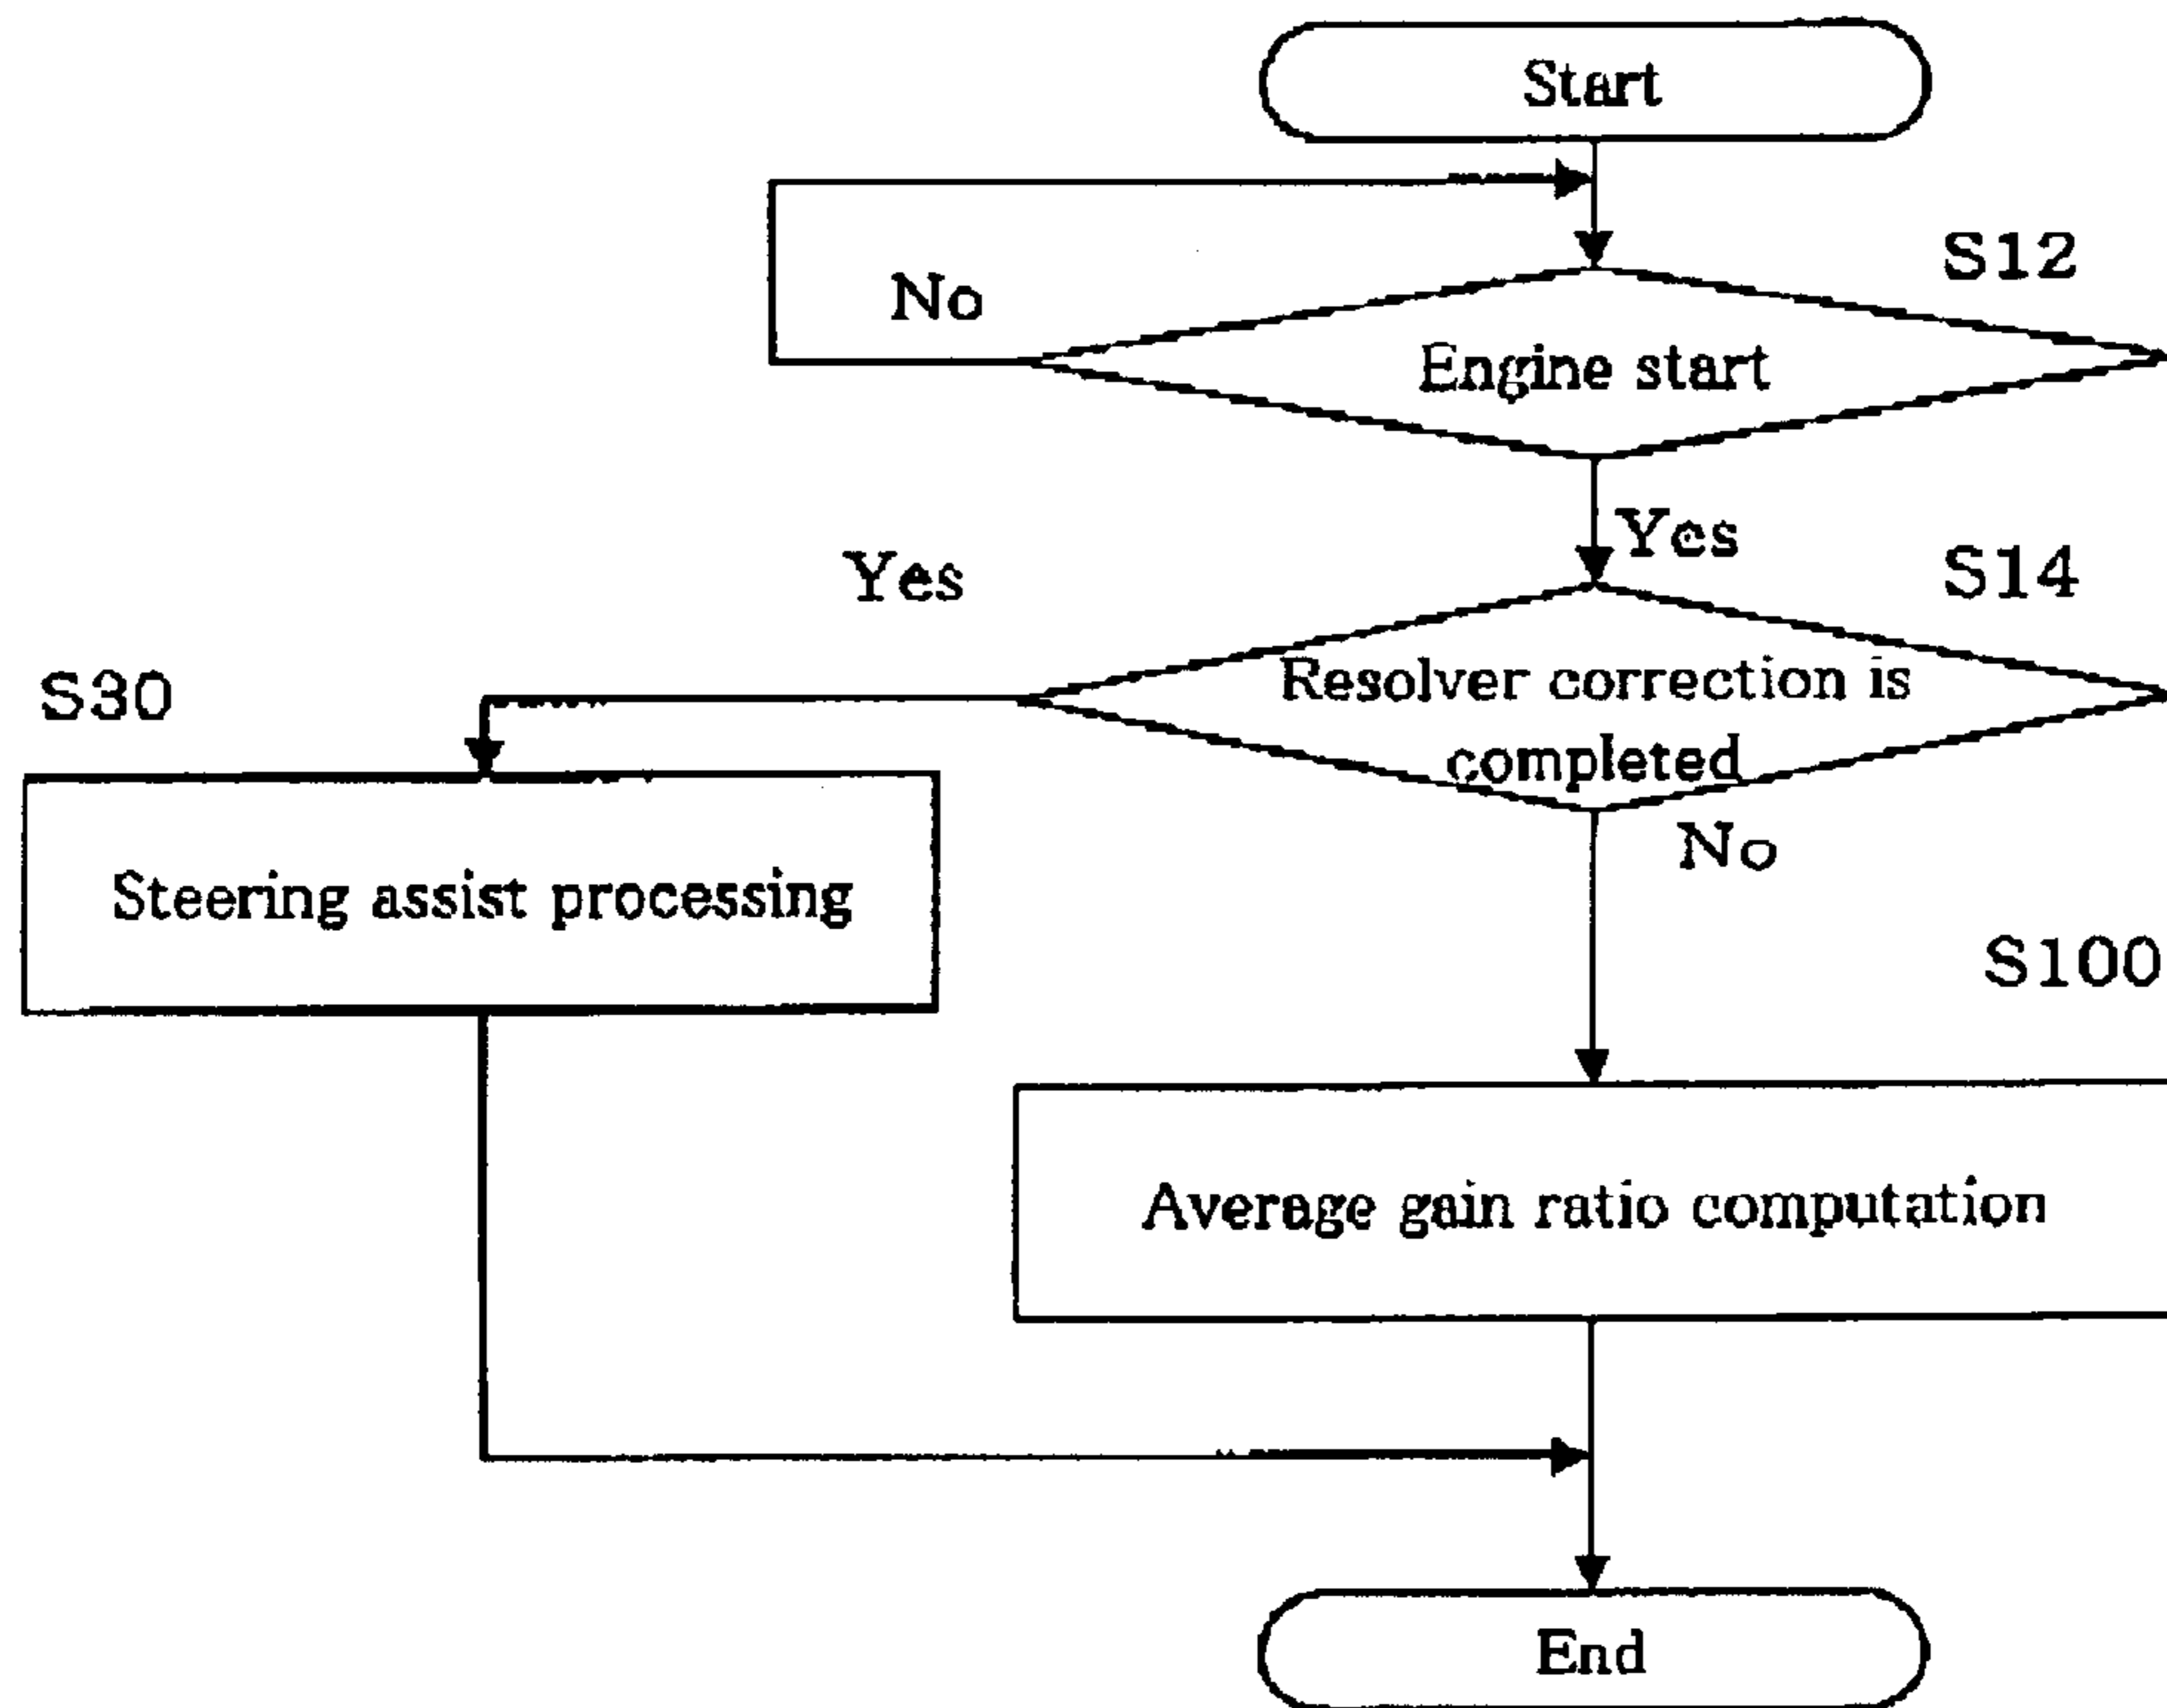 Start
S12
No
Engine start
Yes
S14
Yes
Resolver correction is
completed
S30
No
Steering assist processing
S100
Average gain ratio computation
End